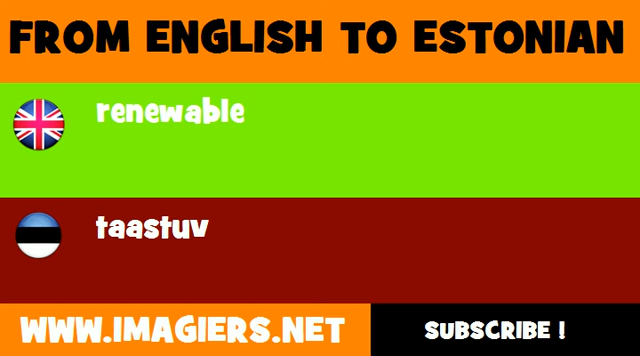 FROM ENGLISH TO ESTONIAN
renewable
taastuv
WWW.IMAGIERS.NET
SUBSCRIBE !